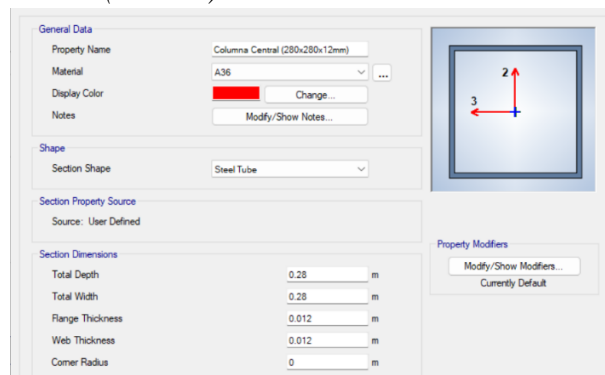 General Data
Property Name Columna Central (280x280x12mm)
Material A36 ...
Display Color Change...
Notes Modify/Show Notes...
2
3
Shape
Section Shape Steel Tube
Section Property Source
Source: User Defined
Property Modifiers
Modify/Show Modifiers...
Currently Default
Section Dimensions
Total Depth 0.28 m
Total Width 0.28 m
Flange Thickness 0.012 m
Web Thickness 0.012 m
Corner Radius 0 m